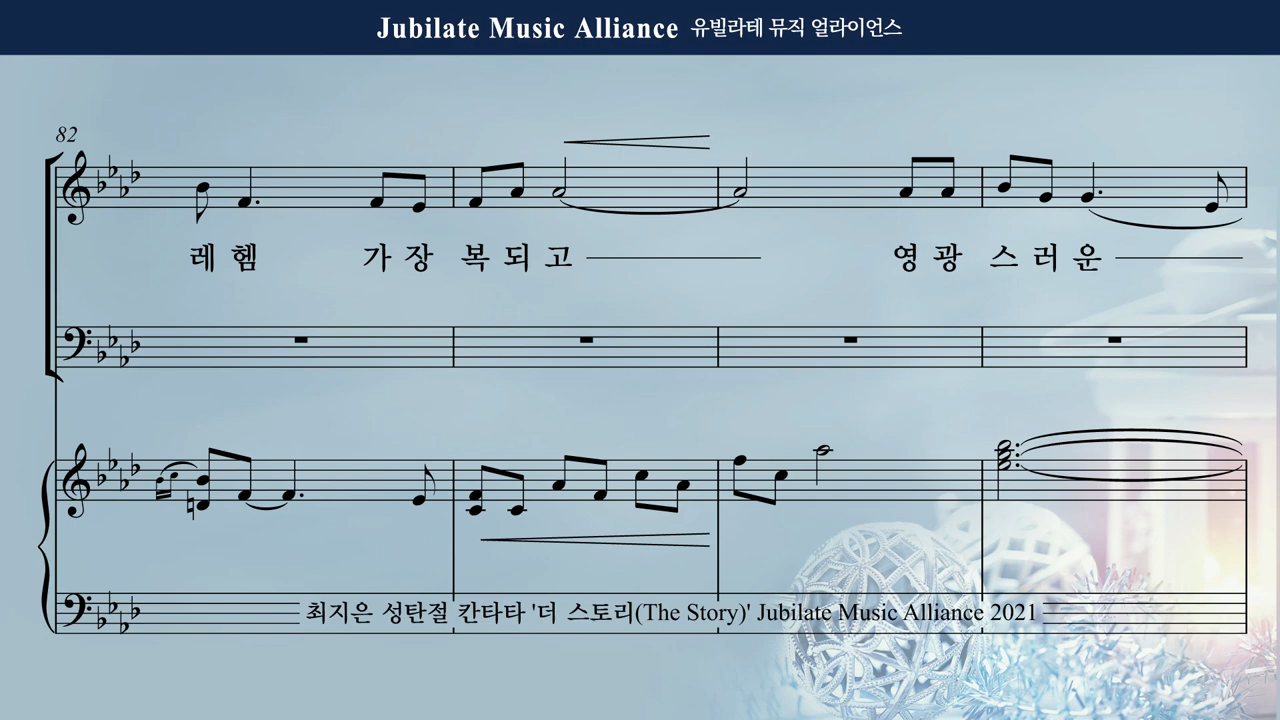 Jubilate Music Alliance 유빌라테 뮤직 얼라이언스
82
레 헴 가 장 복 되 고 영 광 스 러 운
최지은 성탄절 칸타타 '더 스토리(The Story)' Jubilate Music Alliance 2021